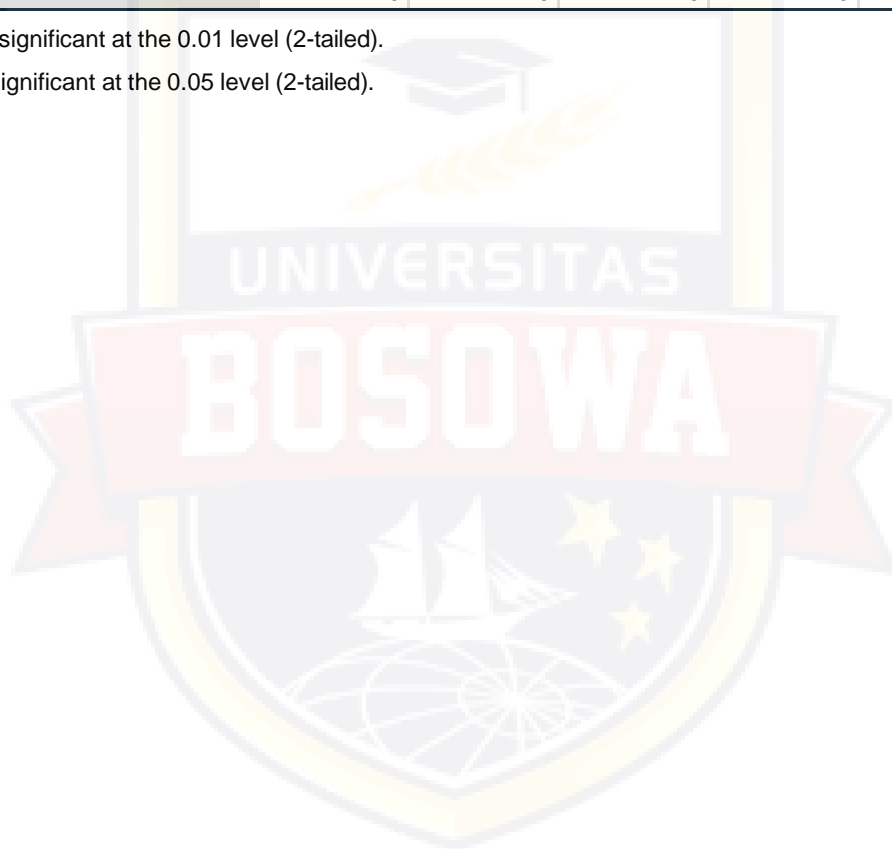 significant at the 0.01 level (2-tailed).
ignificant at the 0.05 level (2-tailed).
UNIVERSITAS
BOSOWA